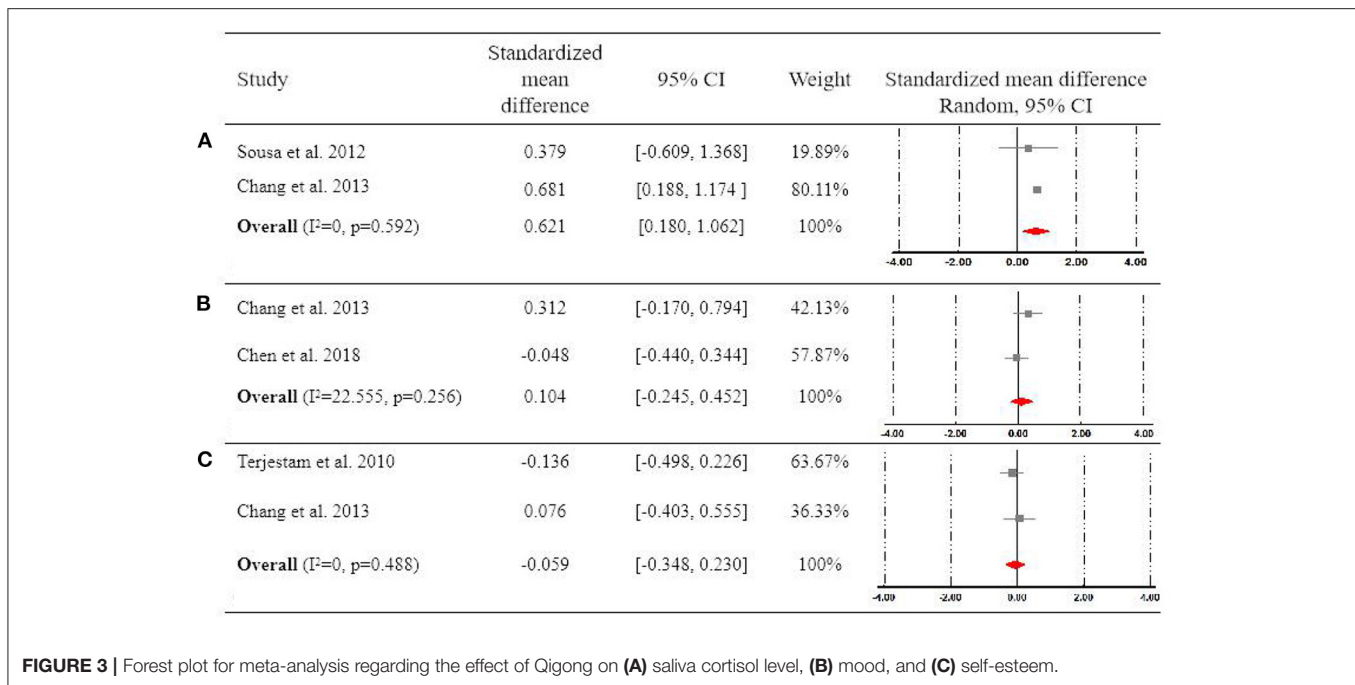 Study Standardized mean difference 95% CI Weight Standardized mean difference Random, 95% CI
A
Sousa et al. 2012 0.379 [-0.609, 1.368] 19.89%
Chang et al. 2013 0.681 [0.188, 1.174 ] 80.11%
Overall (I²=0, p=0.592) 0.621 [0.180, 1.062] 100%
-4.00 -2.00 0.00 2.00 4.00
B
Chang et al. 2013 0.312 [-0.170, 0.794] 42.13%
Chen et al. 2018 -0.048 [-0.440, 0.344] 57.87%
Overall (I²=22.555, p=0.256) 0.104 [-0.245, 0.452] 100%
-4.00 -2.00 0.00 2.00 4.00
C
Terjestam et al. 2010 -0.136 [-0.498, 0.226] 63.67%
Chang et al. 2013 0.076 [-0.403, 0.555] 36.33%
Overall (I²=0, p=0.488) -0.059 [-0.348, 0.230] 100%
-4.00 -2.00 0.00 2.00 4.00
FIGURE 3 | Forest plot for meta-analysis regarding the effect of Qigong on (A) saliva cortisol level, (B) mood, and (C) self-esteem.